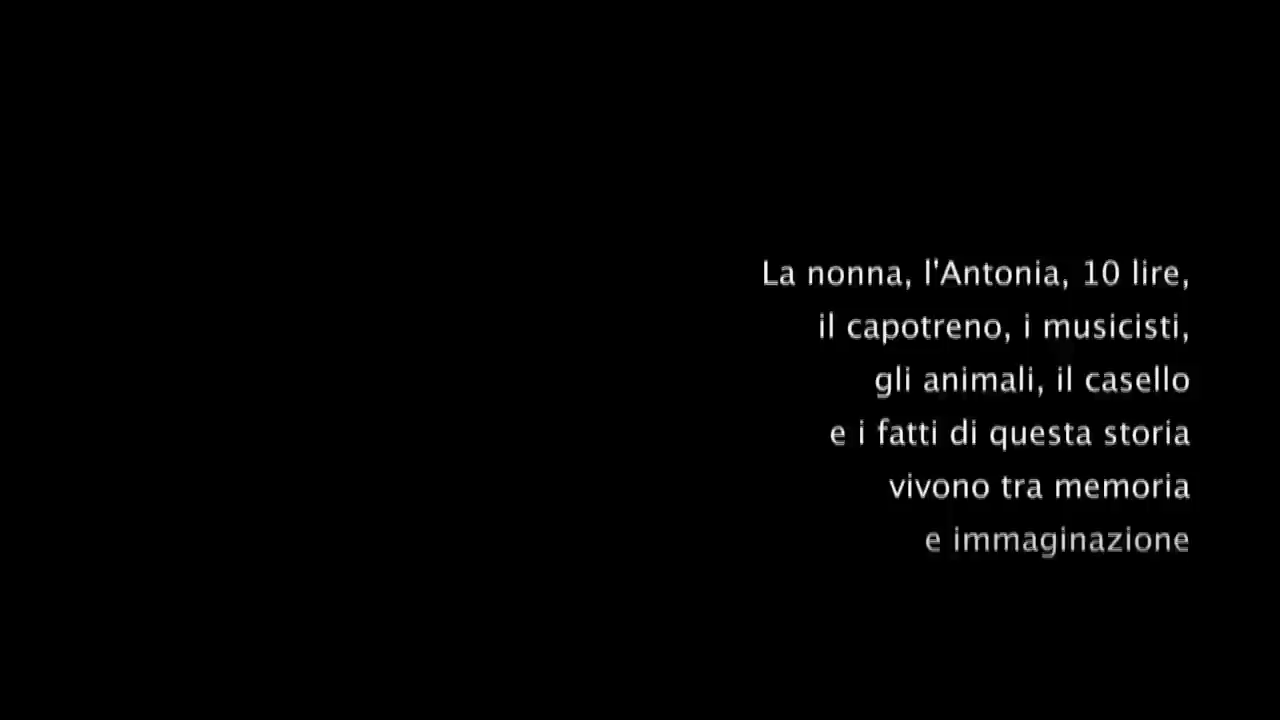 La nonna, l'Antonia, 10 lire,
il capotreno, i musicisti,
gli animali, il casello
e i fatti di questa storia
vivono tra memoria
e immaginazione